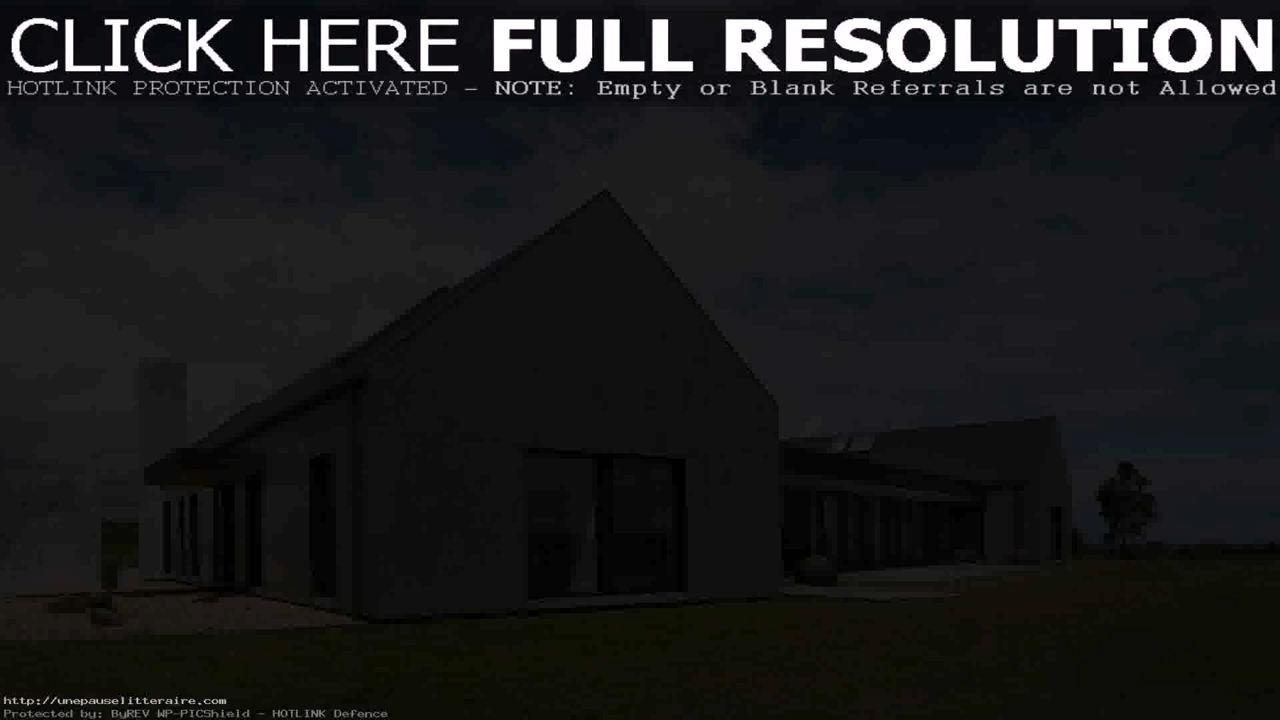 CLICK HERE FULL RESOLUTION
HOTLINK PROTECTION ACTIVATED - NOTE: Empty or Blank Referrals are not Allowed
http://unepauselitteraire.com
Protected by: ByREV WP-PICShield - HOTLINK Defence